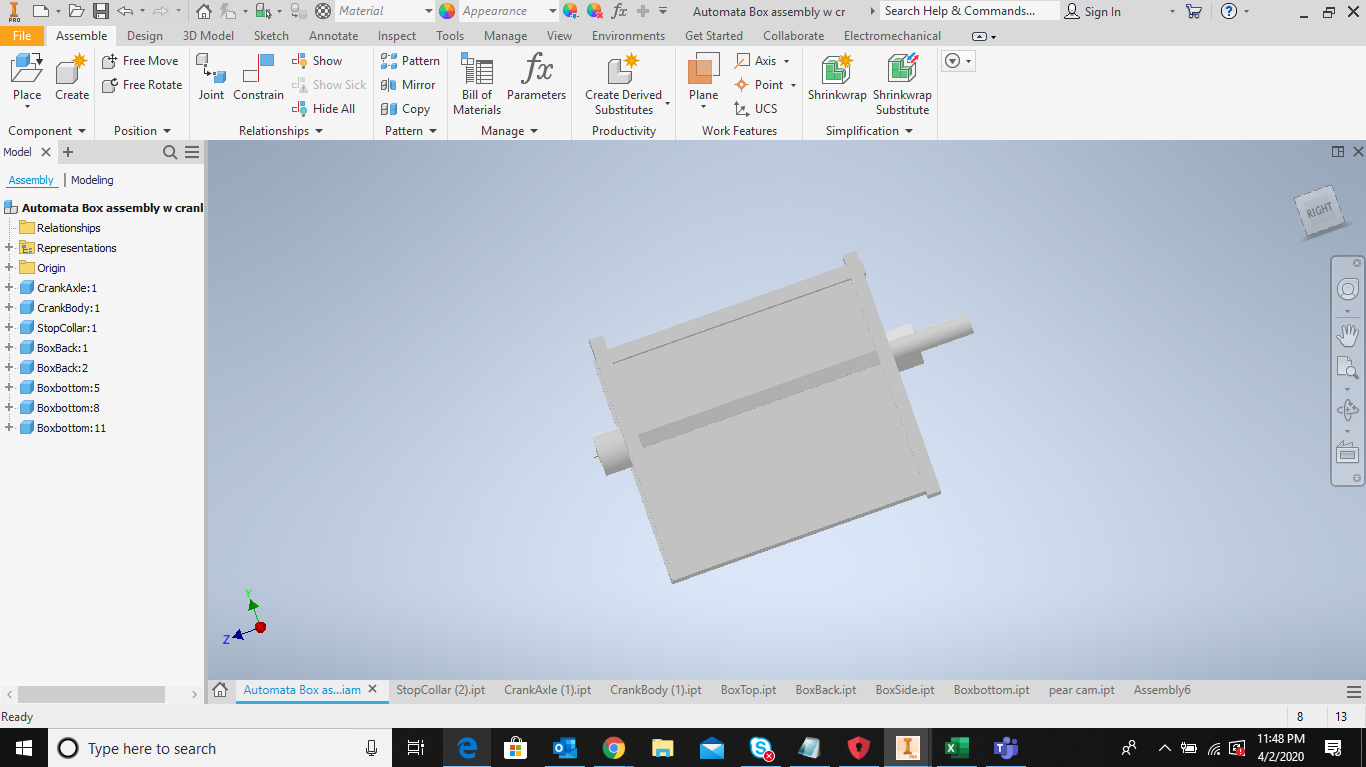 PRO
Material
Appearance
fx
Automata Box assembly w cr
Search Help & Commands...
Sign In
File
Assemble
Design
3D Model
Sketch
Annotate
Inspect
Tools
Manage
View
Environments
Get Started
Collaborate
Electromechanical
Place
Create
Free Move
Free Rotate
Joint
Constrain
Show
Show Sick
Hide All
Pattern
Mirror
Copy
Bill of
Materials
fx
Parameters
Create Derived
Substitutes
Plane
Axis
Point
UCS
Shrinkwrap
Shrinkwrap
Substitute
Component
Position
Relationships
Pattern
Manage
Productivity
Work Features
Simplification
Model
Assembly
Modeling
Automata Box assembly w crank
Relationships
Representations
Origin
CrankAxle:1
CrankBody:1
StopCollar:1
BoxBack:1
BoxBack:2
Boxbottom:5
Boxbottom:8
Boxbottom:11
RIGHT
Y
Z
Automata Box as...iam
StopCollar (2).ipt
CrankAxle (1).ipt
CrankBody (1).ipt
BoxTop.ipt
BoxBack.ipt
BoxSide.ipt
Boxbottom.ipt
pear cam.ipt
Assembly6
Ready
8
13
Type here to search
11:48 PM
4/2/2020